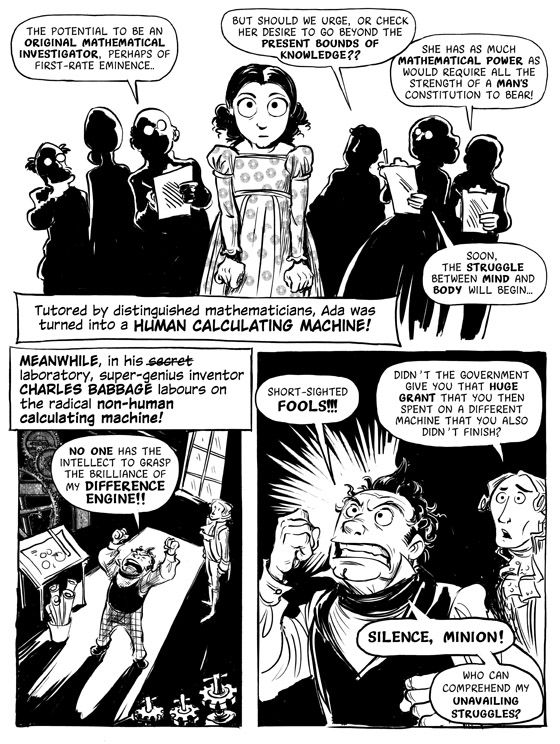 THE POTENTIAL TO BE AN
ORIGINAL MATHEMATICAL
INVESTIGATOR, PERHAPS OF
FIRST-RATE EMINENCE..
BUT SHOULD WE URGE, OR CHECK
HER DESIRE TO GO BEYOND THE
PRESENT BOUNDS OF
KNOWLEDGE??
SHE HAS AS MUCH
MATHEMATICAL POWER AS
WOULD REQUIRE ALL THE
STRENGTH OF A MAN'S
CONSTITUTION TO BEAR!
SOON,
THE STRUGGLE
BETWEEN MIND AND
BODY WILL BEGIN...
Tutored by distinguished mathematicians, Ada was
turned into a HUMAN CALCULATING MACHINE!
MEANWHILE, in his secret
laboratory, super-genius inventor
CHARLES BABBAGE labours on
the radical non-human
calculating machine!
NO ONE HAS THE
INTELLECT TO GRASP
THE BRILLIANCE OF
MY DIFFERENCE
ENGINE!!
SHORT-SIGHTED
FOOLS!!!
DIDN'T THE GOVERNMENT
GIVE YOU THAT HUGE
GRANT THAT YOU THEN
SPENT ON A DIFFERENT
MACHINE THAT YOU ALSO
DIDN'T FINISH?
SILENCE, MINION!
WHO CAN
COMPREHEND MY
UNAVAILING
STRUGGLES?